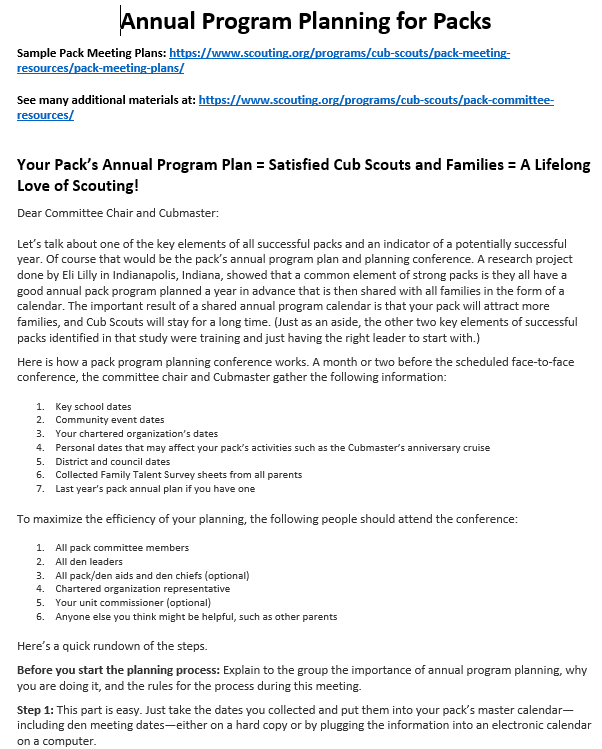 Annual Program Planning for Packs
Sample Pack Meeting Plans: https://www.scouting.org/programs/cub-scouts/pack-meeting-
resources/pack-meeting-plans/
See many additional materials at: https://www.scouting.org/programs/cub-scouts/pack-committee-
resources/
Your Pack's Annual Program Plan = Satisfied Cub Scouts and Families = A Lifelong
Love of Scouting!
Dear Committee Chair and Cubmaster:
Let's talk about one of the key elements of all successful packs and an indicator of a potentially successful
year. Of course that would be the pack's annual program plan and planning conference. A research project
done by Eli Lilly in Indianapolis, Indiana, showed that a common element of strong packs is they all have a
good annual pack program planned a year in advance that is then shared with all families in the form of a
calendar. The important result of a shared annual program calendar is that your pack will attract more
families, and Cub Scouts will stay for a long time. (Just as an aside, the other two key elements of successful
packs identified in that study were training and just having the right leader to start with.)
Here is how a pack program planning conference works. A month or two before the scheduled face-to-face
conference, the committee chair and Cubmaster gather the following information:
1. Key school dates
2. Community event dates
3. Your chartered organization's dates
4. Personal dates that may affect your pack's activities such as the Cubmaster's anniversary cruise
5. District and council dates
6. Collected Family Talent Survey sheets from all parents
7. Last year's pack annual plan if you have one
To maximize the efficiency of your planning, the following people should attend the conference:
1. All pack committee members
2. All den leaders
3. All pack/den aids and den chiefs (optional)
4. Chartered organization representative
5. Your unit commissioner (optional)
6. Anyone else you think might be helpful, such as other parents
Here's a quick rundown of the steps.
Before you start the planning process: Explain to the group the importance of annual program planning, why
you are doing it, and the rules for the process during this meeting.
Step 1: This part is easy. Just take the dates you collected and put them into your pack's master calendar—
including den meeting dates—either on a hard copy or by plugging the information into an electronic calendar
on a computer.